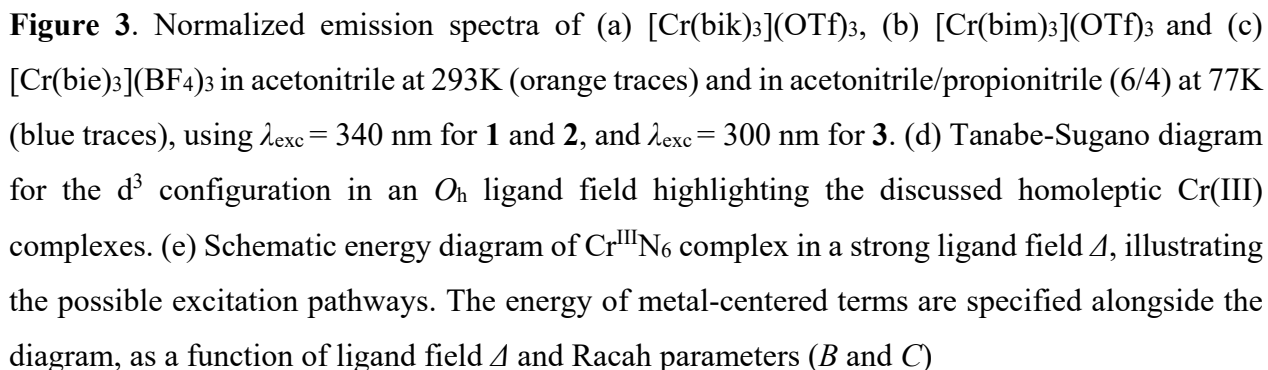 Figure 3. Normalized emission spectra of (a) [Cr(bik)3](OTf)3, (b) [Cr(bim)3](OTf)3 and (c)
[Cr(bie)3](BF4)3 in acetonitrile at 293K (orange traces) and in acetonitrile/propionitrile (6/4) at 77K
(blue traces), using λexc = 340 nm for 1 and 2, and λexc = 300 nm for 3. (d) Tanabe-Sugano diagram
for the d³ configuration in an Oh ligand field highlighting the discussed homoleptic Cr(III)
complexes. (e) Schematic energy diagram of CrᴵᴵᴵN6 complex in a strong ligand field Δ, illustrating
the possible excitation pathways. The energy of metal-centered terms are specified alongside the
diagram, as a function of ligand field Δ and Racah parameters (B and C)